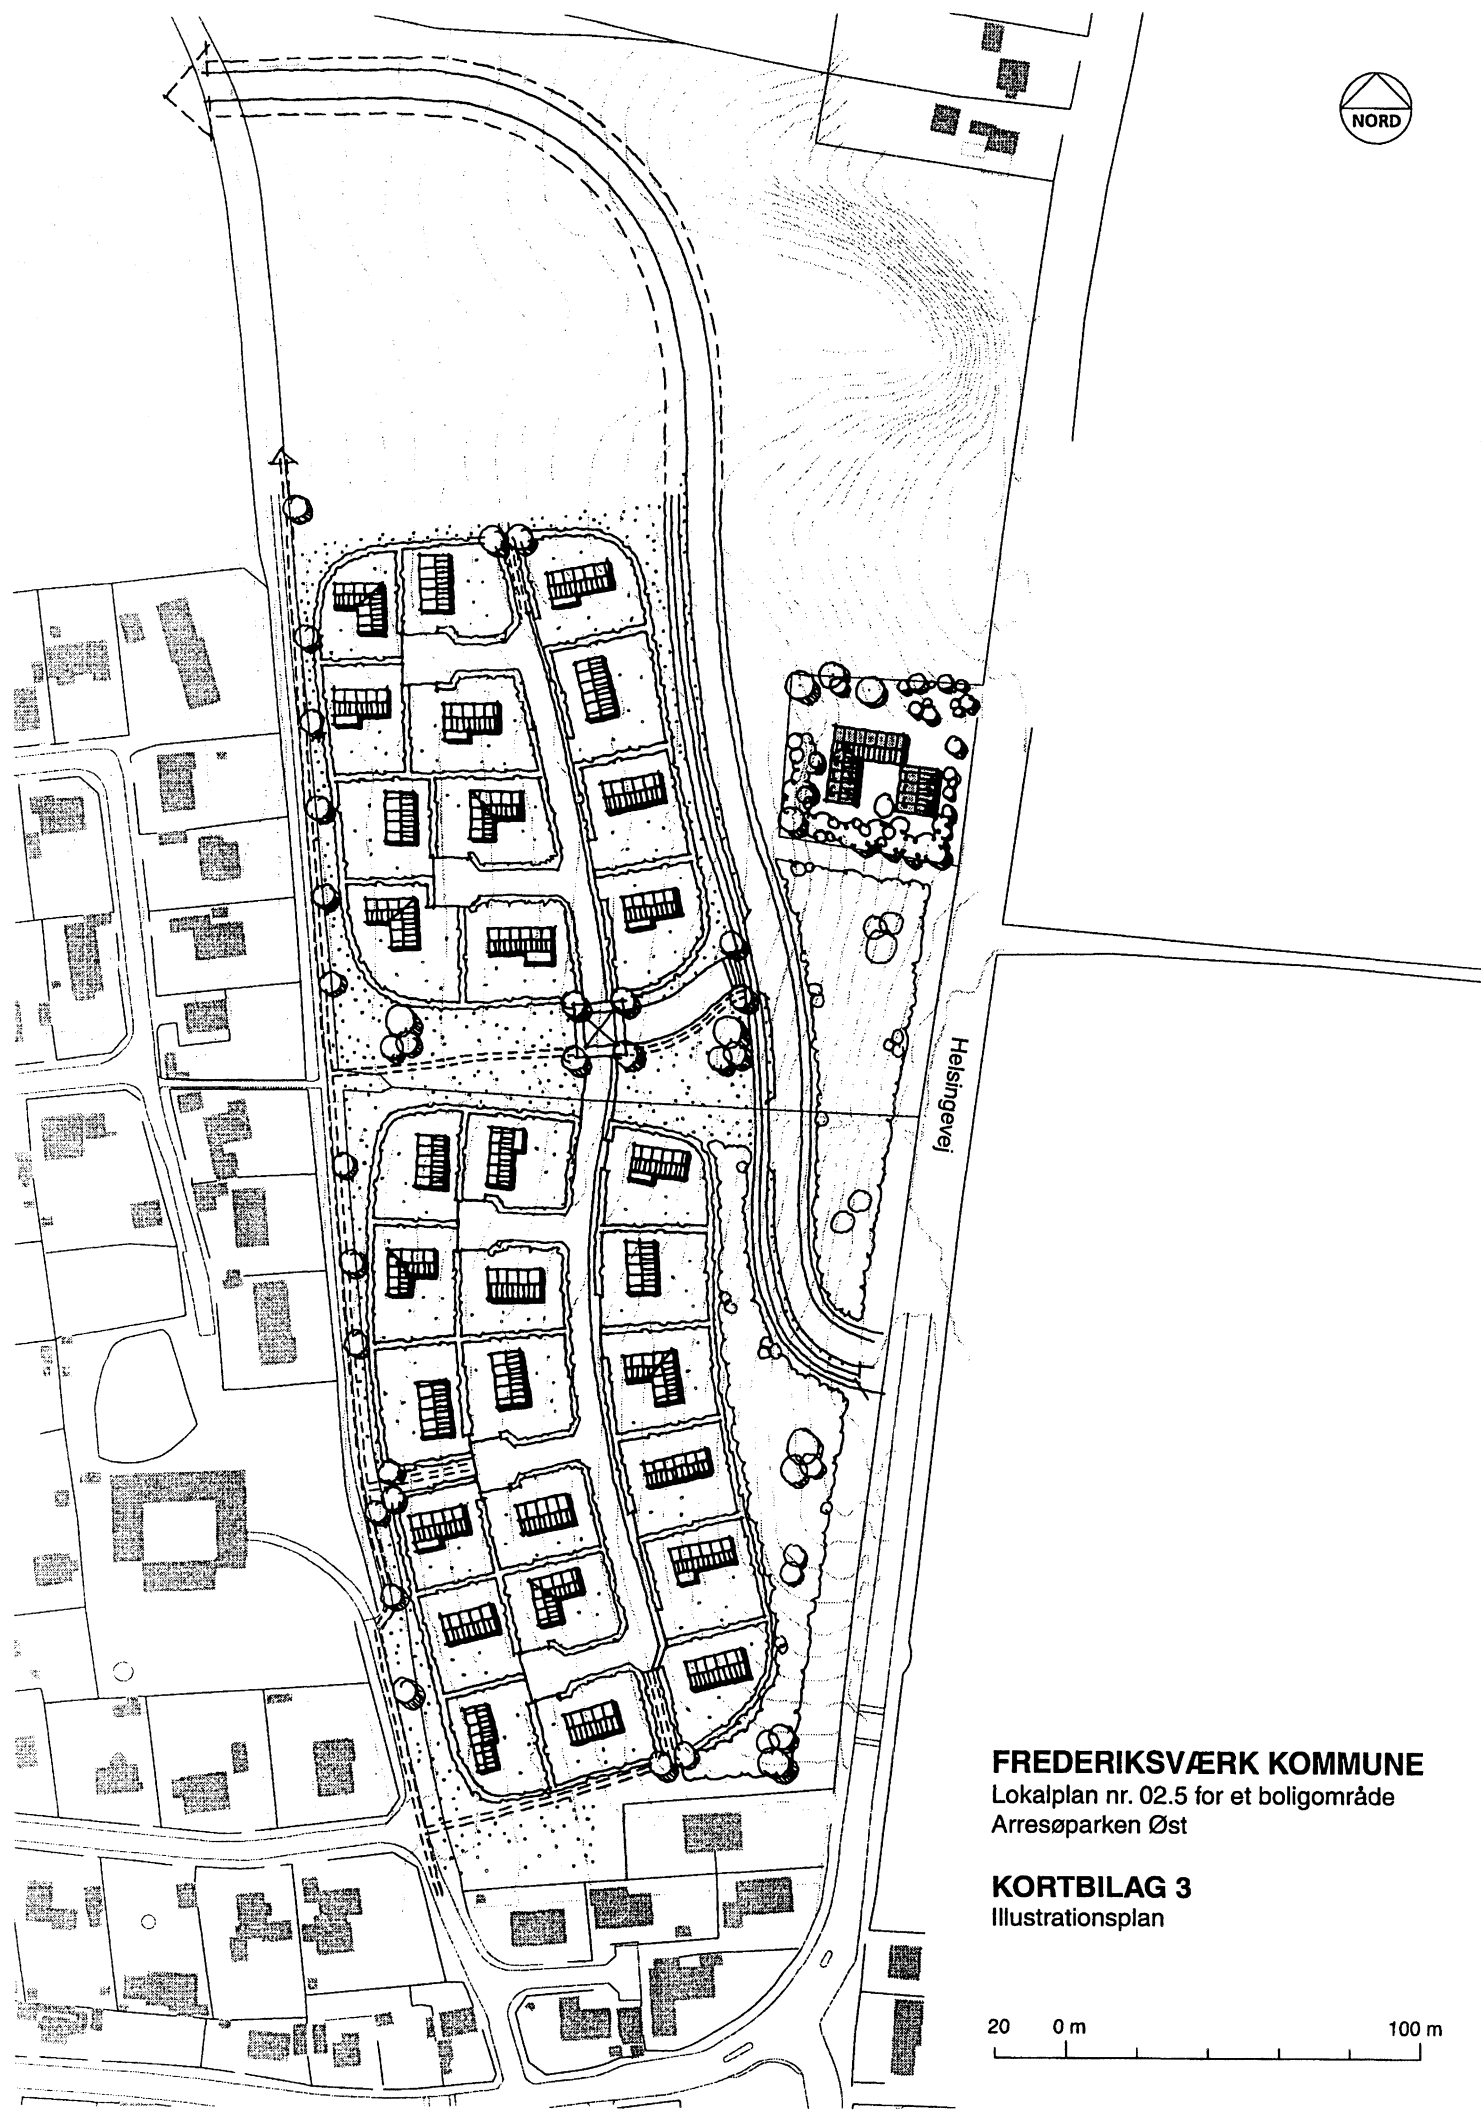 NORD
Helsingevej
FREDERIKSVÆRK KOMMUNE
Lokalplan nr. 02.5 for et boligområde
Arresøparken Øst
KORTBILAG 3
Illustrationsplan
20 0 m 100 m